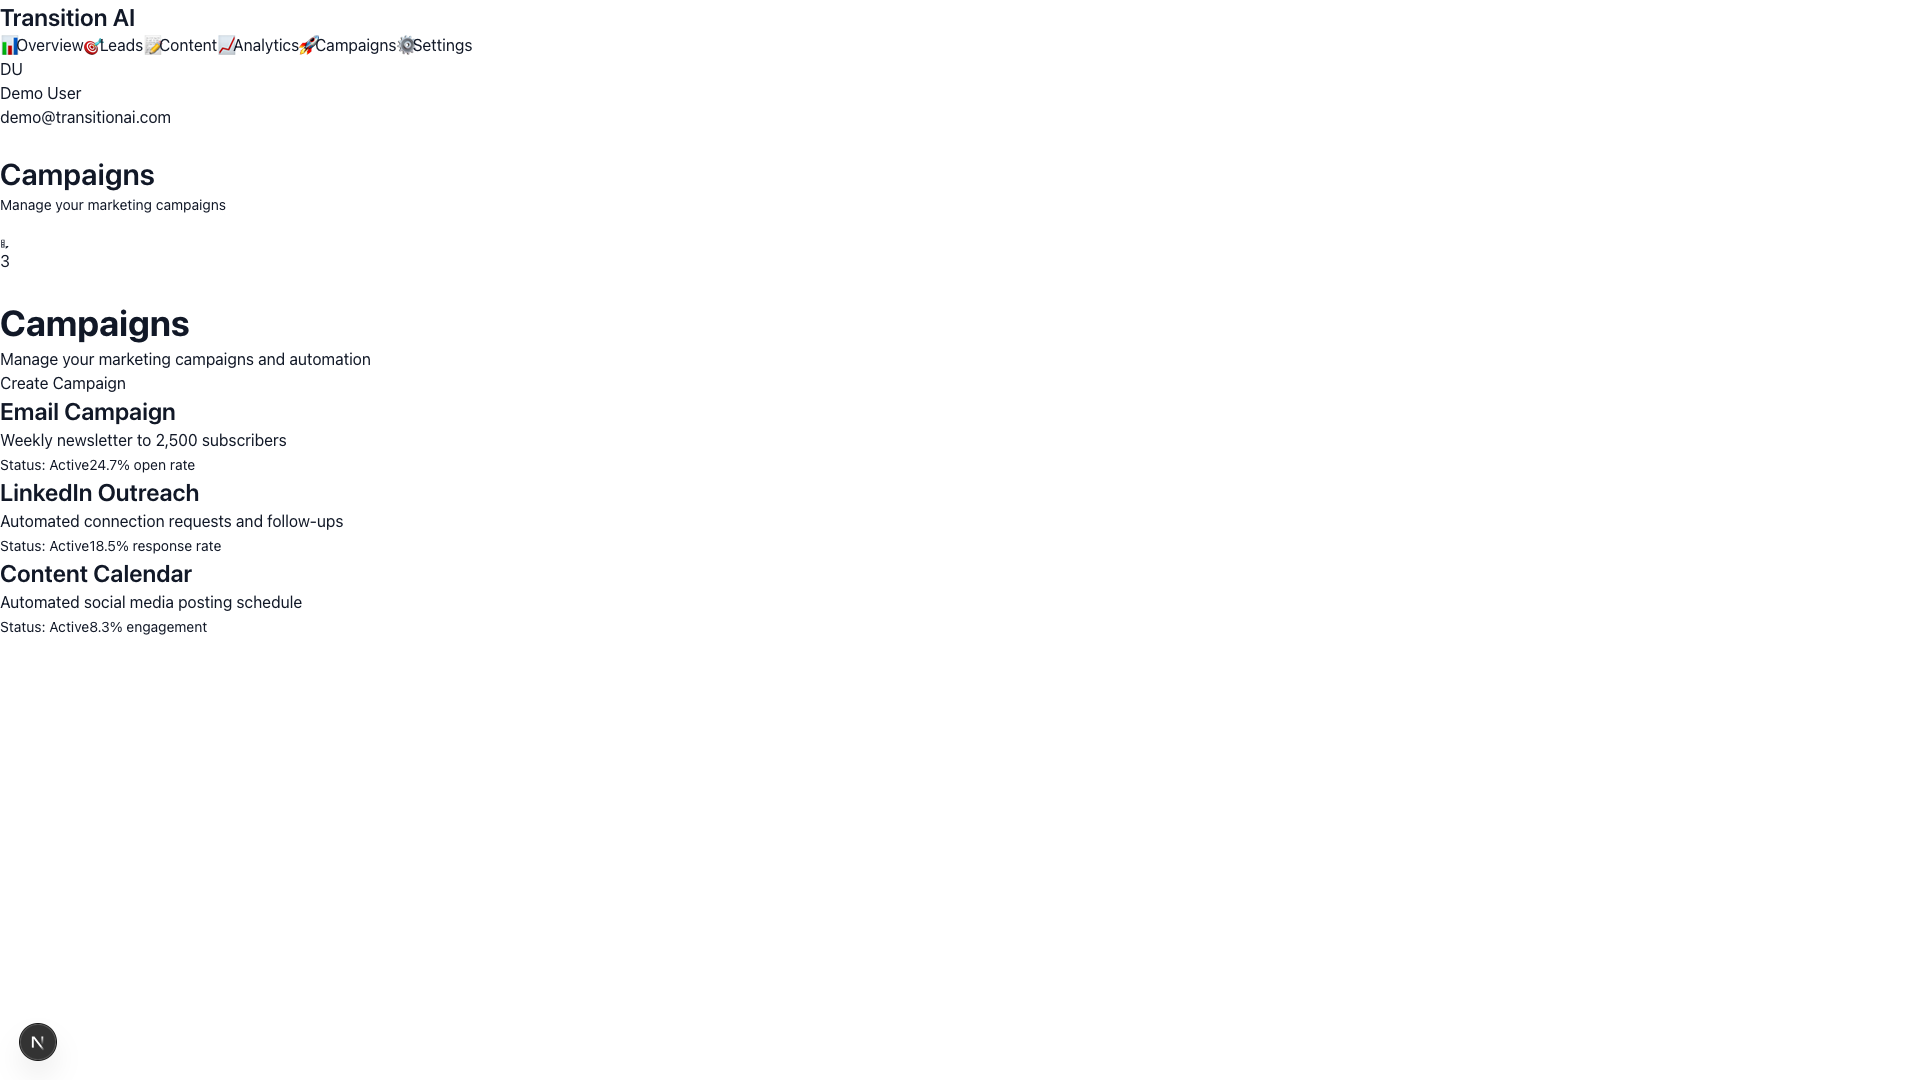 Transition AI
📊Overview🎯Leads📝Content📈Analytics🚀Campaigns⚙️Settings
DU
Demo User
demo@transitionai.com
Campaigns
Manage your marketing campaigns
3
Campaigns
Manage your marketing campaigns and automation
Create Campaign
Email Campaign
Weekly newsletter to 2,500 subscribers
Status: Active24.7% open rate
LinkedIn Outreach
Automated connection requests and follow-ups
Status: Active18.5% response rate
Content Calendar
Automated social media posting schedule
Status: Active8.3% engagement
N